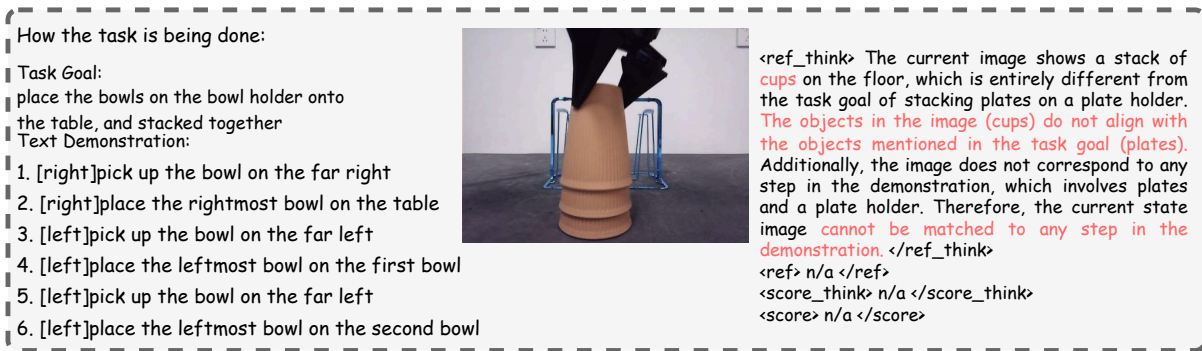 How the task is being done:
Task Goal:
place the bowls on the bowl holder onto
the table, and stacked together
Text Demonstration:
1. [right]pick up the bowl on the far right
2. [right]place the rightmost bowl on the table
3. [left]pick up the bowl on the far left
4. [left]place the leftmost bowl on the first bowl
5. [left]pick up the bowl on the far left
6. [left]place the leftmost bowl on the second bowl
<ref_think> The current image shows a stack of
cups on the floor, which is entirely different from
the task goal of stacking plates on a plate holder.
The objects in the image (cups) do not align with
the objects mentioned in the task goal (plates).
Additionally, the image does not correspond to any
step in the demonstration, which involves plates
and a plate holder. Therefore, the current state
image cannot be matched to any step in the
demonstration. </ref_think>
<ref> n/a </ref>
<score_think> n/a </score_think>
<score> n/a </score>